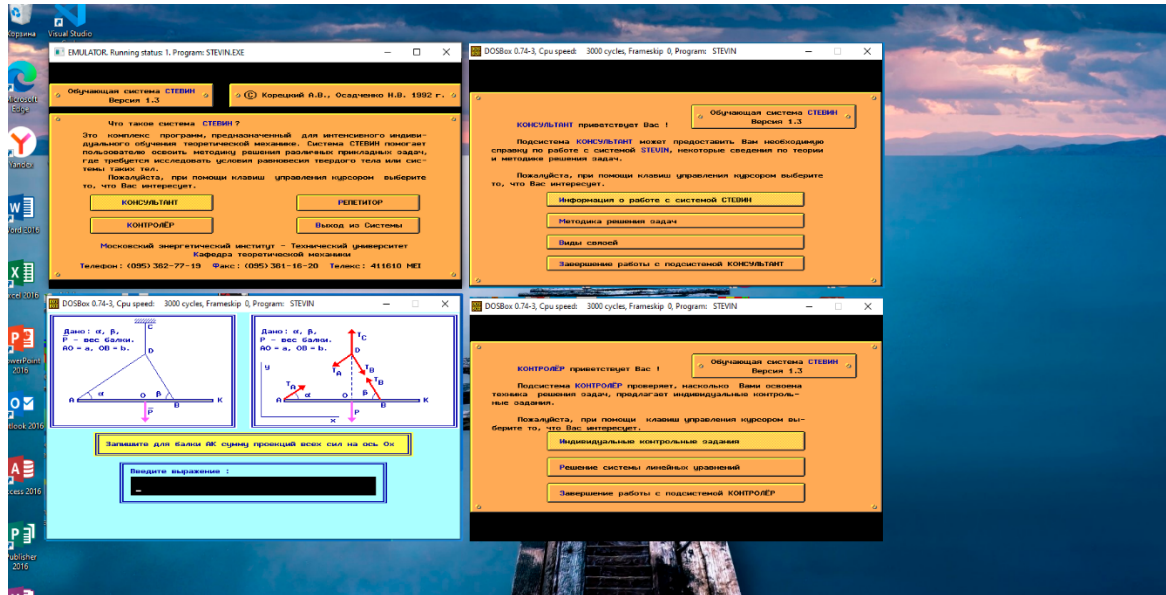 Корзина
Visual Studio
Microsoft
Edge
Yandex
Word 2016
Excel 2016
PowerPoint
2016
Outlook 2016
Access 2016
Publisher
2016
EMULATOR. Running status: 1. Program: STEVIN.EXE
Обучающая система СТЕВИН
Версия 1.3
(C) Корецкий А.В., Осадченко Н.В. 1992 г.
Что такое система СТЕВИН ?
Это комплекс программ, предназначенный для интенсивного индиви-
дуального обучения теоретической механике. Система СТЕВИН помогает
пользователю освоить методику решения различных прикладных задач,
где требуется исследовать условия равновесия твердого тела или сис-
темы таких тел.
Пожалуйста, при помощи клавиш управления курсором выберите
то, что Вас интересует.
КОНСУЛЬТАНТ
РЕПЕТИТОР
КОНТРОЛЁР
Выход из Системы
Московский энергетический институт - Технический университет
Кафедра теоретической механики
Телефон: (095) 362-77-19 Факс: (095) 361-16-20 Телекс: 411610 MEI
DOSBox 0.74-3, Cpu speed: 3000 cycles, Frameskip 0, Program: STEVIN
Обучающая система СТЕВИН
Версия 1.3
КОНСУЛЬТАНТ приветствует Вас !
Подсистема КОНСУЛЬТАНТ может предоставить Вам необходимую
справку по работе с системой STEVIN, некоторые сведения по теории
и методике решения задач.
Пожалуйста, при помощи клавиш управления курсором выберите
то, что Вас интересует.
Информация о работе с системой СТЕВИН
Методика решения задач
Виды связей
Завершение работы с подсистемой КОНСУЛЬТАНТ
DOSBox 0.74-3, Cpu speed: 3000 cycles, Frameskip 0, Program: STEVIN
Дано: α, β,
P - вес балки.
AO = a, OB = b.
C
D
A
α
O
β
B
K
P
Дано: α, β,
P - вес балки.
AO = a, OB = b.
TC
D
TA
TB
y
TA
TB
A
α
O
β
B
K
P
x
Запишите для балки АК сумму проекций всех сил на ось Ox
Введите выражение :
DOSBox 0.74-3, Cpu speed: 3000 cycles, Frameskip 0, Program: STEVIN
Обучающая система СТЕВИН
Версия 1.3
КОНТРОЛЁР приветствует Вас !
Подсистема КОНТРОЛЁР проверяет, насколько Вами освоена
техника решения задач, предлагает индивидуальные контроль-
ные задания.
Пожалуйста, при помощи клавиш управления курсором вы-
берите то, что Вас интересует.
Индивидуальные контрольные задания
Решение системы линейных уравнений
Завершение работы с подсистемой КОНТРОЛЁР